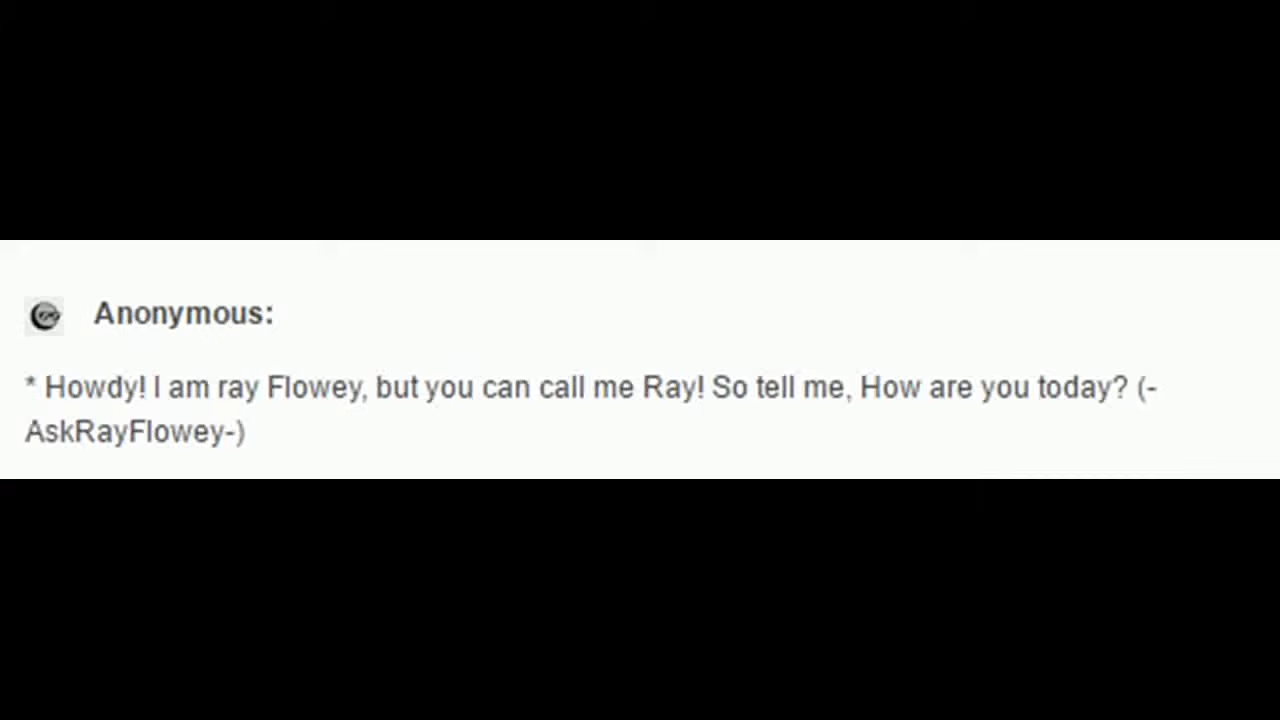 Anonymous:
* Howdy! I am ray Flowey, but you can call me Ray! So tell me, How are you today? (-
AskRayFlowey-)